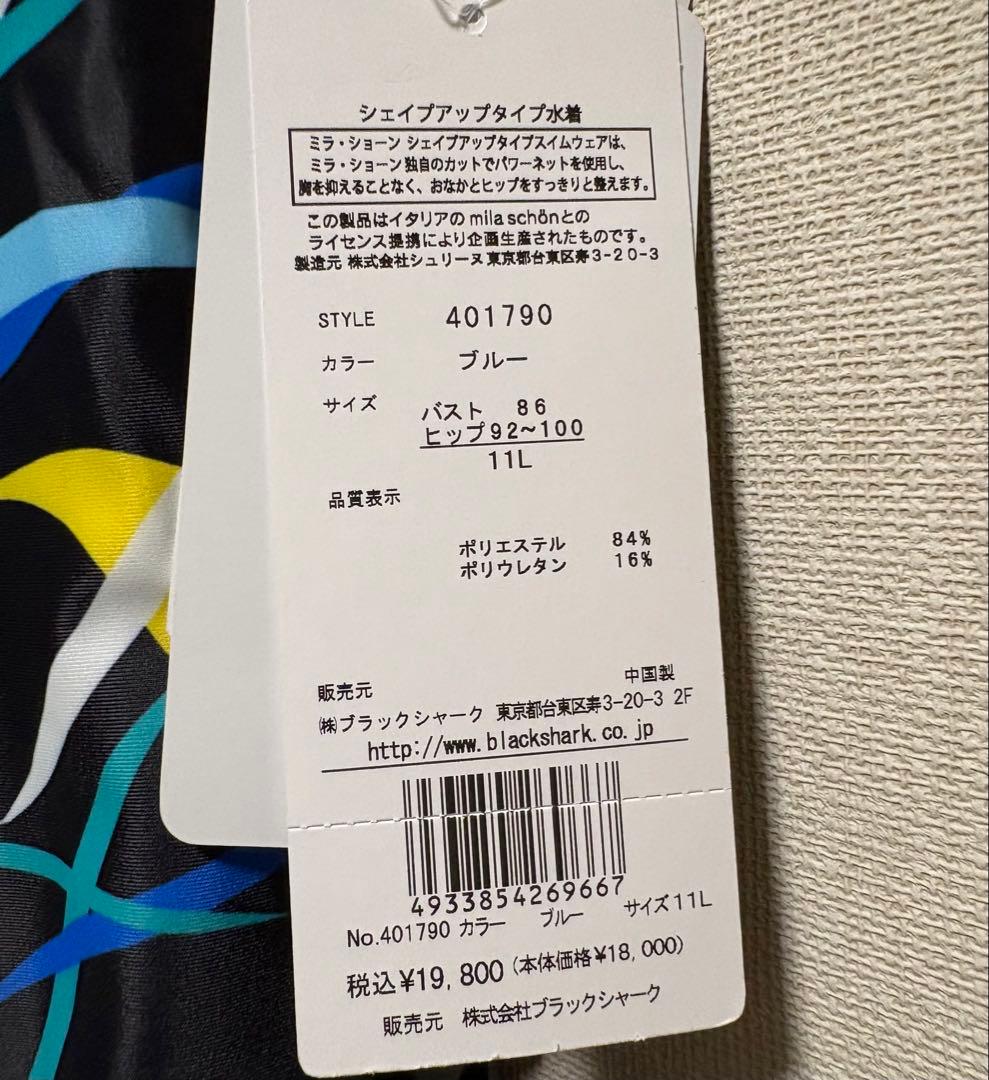 シェイプアップタイプ水着
ミラ・ショーン シェイプアップタイプスイムウェアは、
ミラ・ショーン 独自のカットでパワーネットを使用し、
胸を抑えることなく、おなかとヒップをすっきりと整えます。
この製品はイタリアの mila schönとの
ライセンス提携により企画生産されたものです。
製造元 株式会社シュリーヌ 東京都台東区寿3-20-3
STYLE 401790
カラー ブルー
サイズ バスト 86
ヒップ92~100
11L
品質表示
ポリエステル 84%
ポリウレタン 16%
中国製
販売元
㈱ブラックシャーク 東京都台東区寿3-20-3 2F
http://www.blackshark.co.jp
4933854269667
No.401790 カラー ブルー サイズ11L
税込¥19,800 (本体価格¥18,000)
販売元 株式会社ブラックシャーク